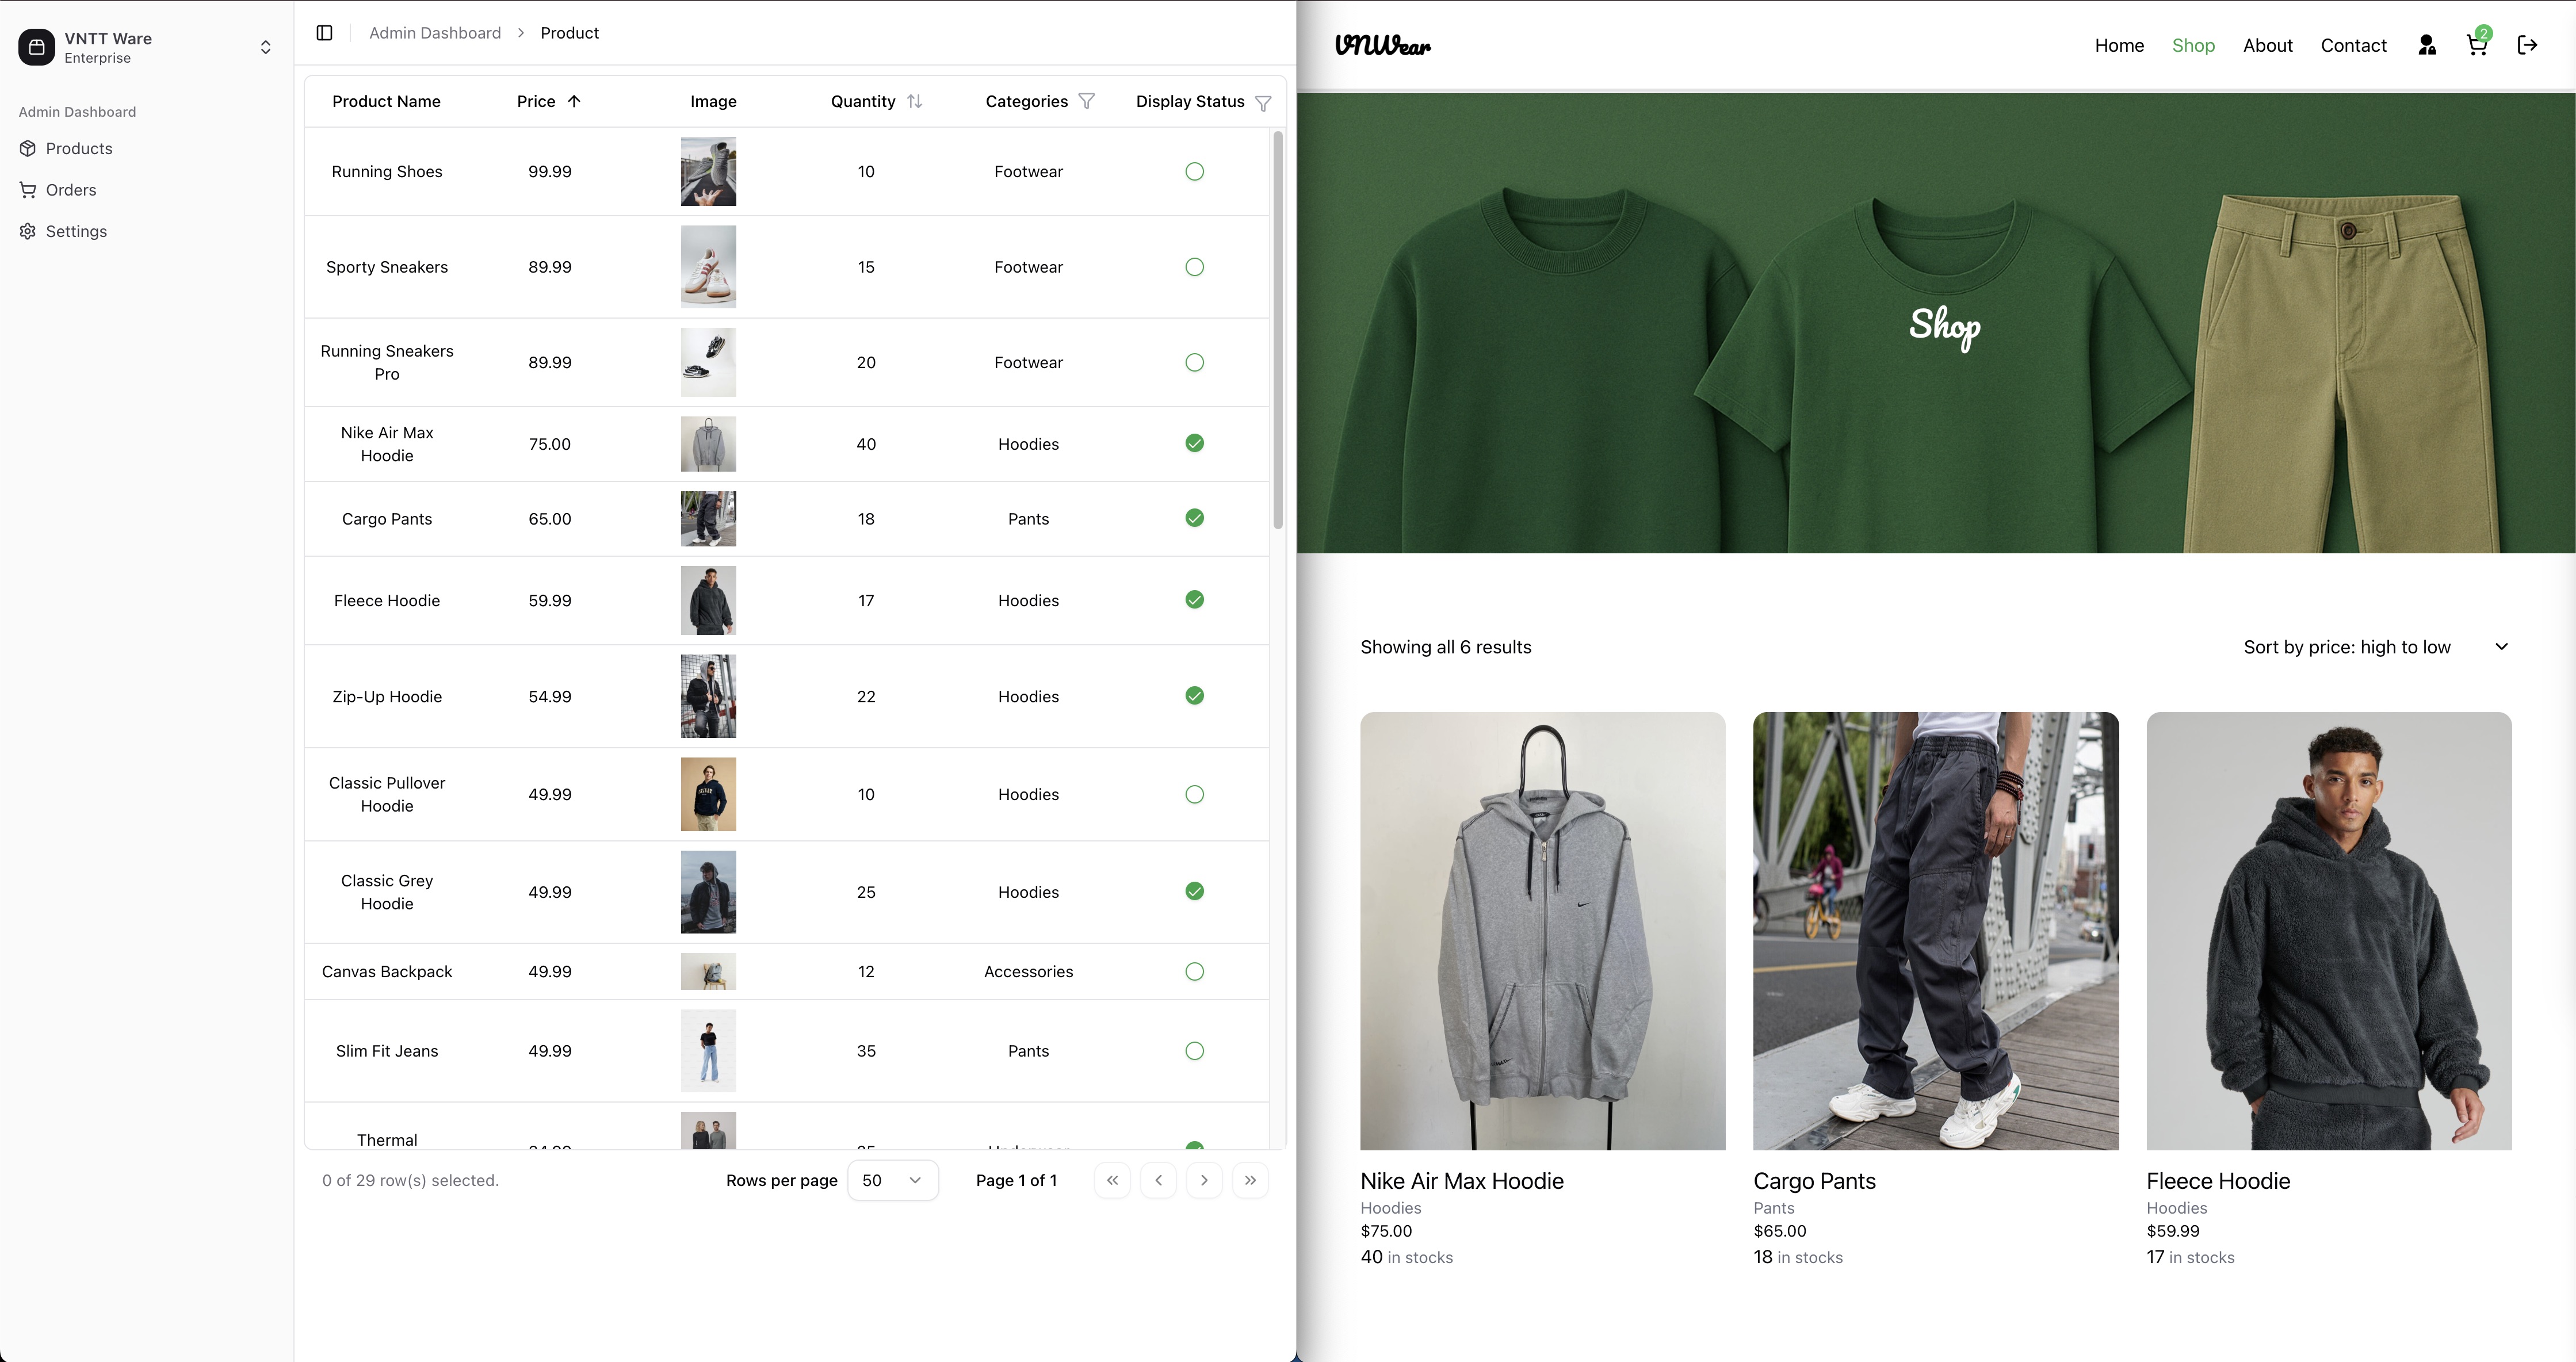 VNTT Ware
Enterprise
Admin Dashboard
Products
Orders
Settings
Admin Dashboard > Product
Product Name Price Image Quantity Categories Display Status
Running Shoes 99.99 10 Footwear
Sporty Sneakers 89.99 15 Footwear
Running Sneakers
Pro 89.99 20 Footwear
Nike Air Max
Hoodie 75.00 40 Hoodies
Cargo Pants 65.00 18 Pants
Fleece Hoodie 59.99 17 Hoodies
Zip-Up Hoodie 54.99 22 Hoodies
Classic Pullover
Hoodie 49.99 10 Hoodies
Classic Grey
Hoodie 49.99 25 Hoodies
Canvas Backpack 49.99 12 Accessories
Slim Fit Jeans 49.99 35 Pants
Thermal
0 of 29 row(s) selected.
Rows per page 50 Page 1 of 1
VNWear
Home Shop About Contact 2
Shop
Showing all 6 results
Sort by price: high to low
Nike Air Max Hoodie
Hoodies
$75.00
40 in stocks
Cargo Pants
Pants
$65.00
18 in stocks
Fleece Hoodie
Hoodies
$59.99
17 in stocks